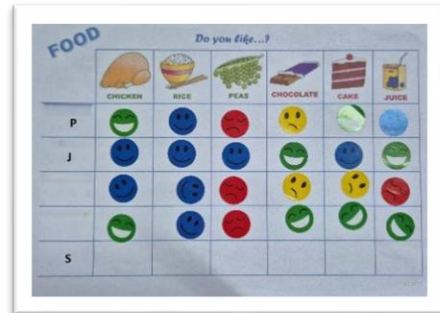 FOOD
Do you like...?
CHICKEN RICE PEAS CHOCOLATE CAKE JUICE
P
J
S